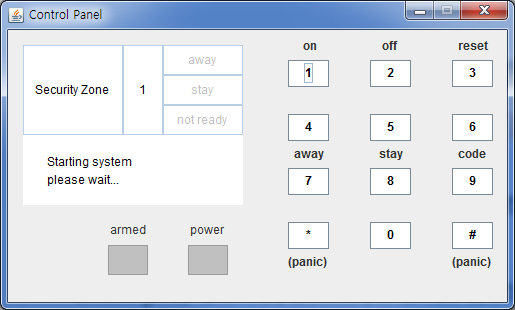 Control Panel
Security Zone 1
away
stay
not ready
Starting system
please wait...
armed power
on off reset
1 2 3
4 5 6
away stay code
7 8 9
* 0 #
(panic) (panic)